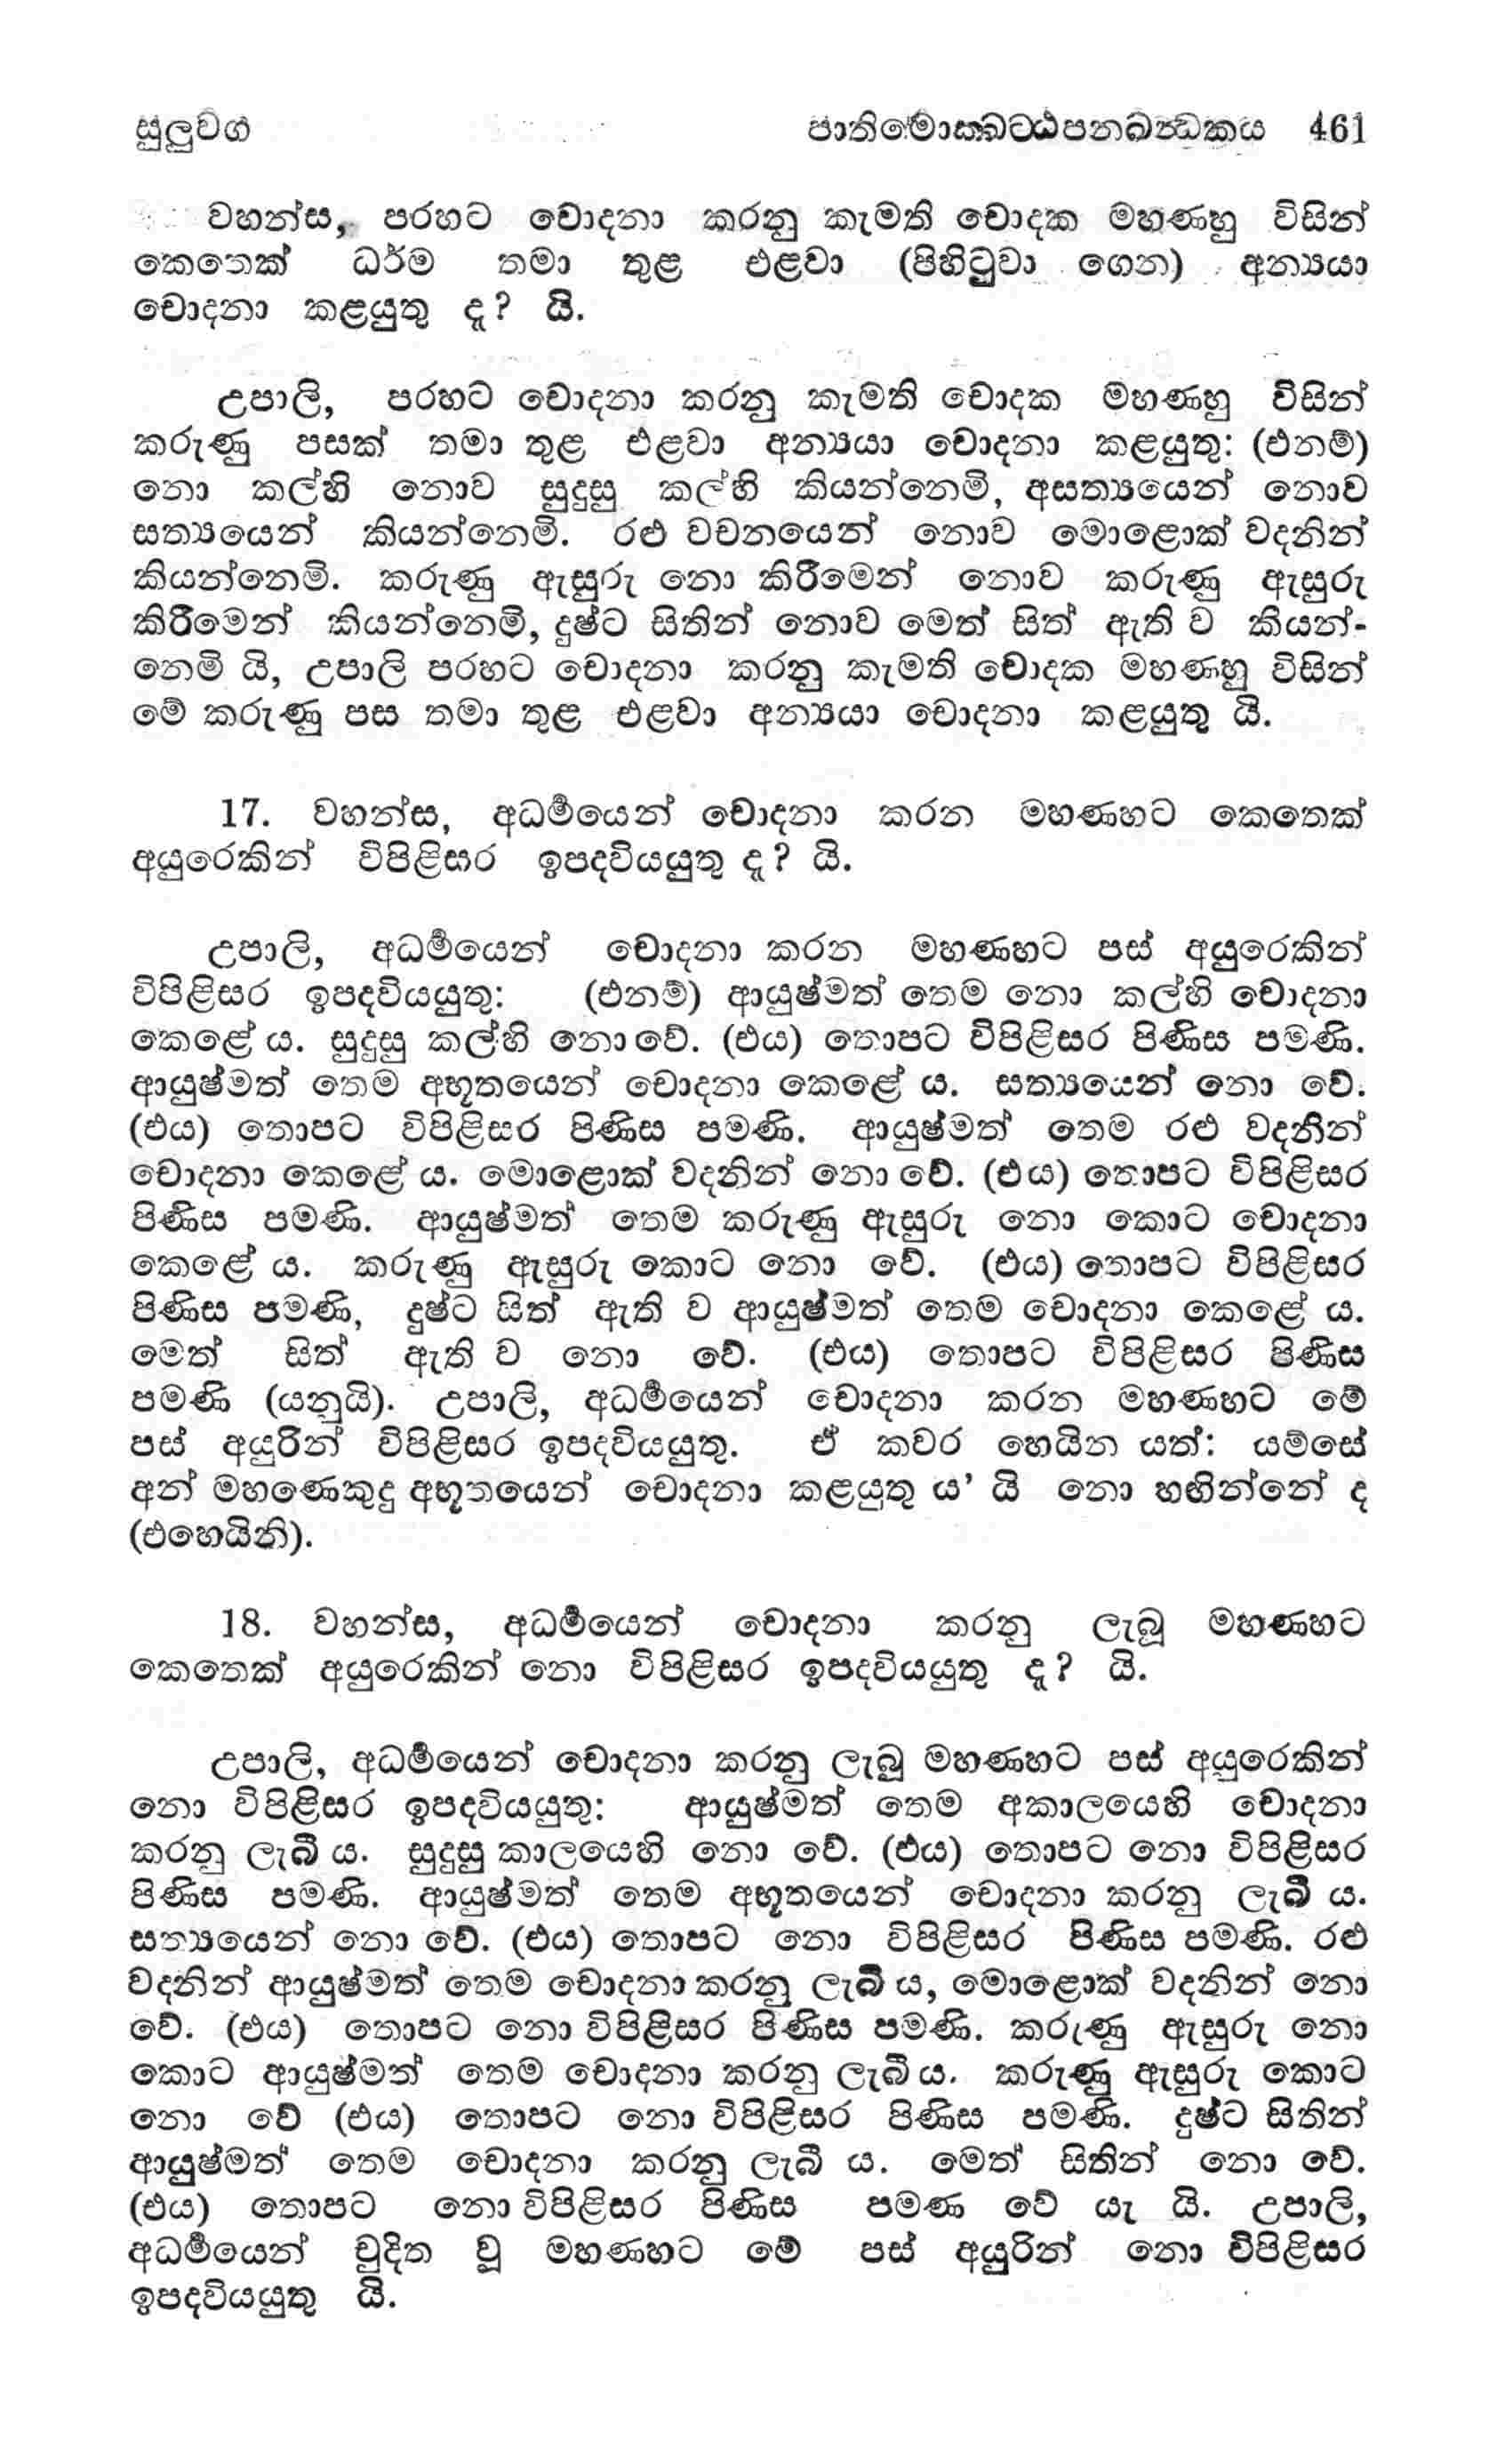 සුලුවග
පාතිමොක්ඛට්ඨපනඛන්ධකය 461
වහන්ස, පරහට චොදනා කරනු කැමති චොදක මහණහු විසින්
කෙතෙක් ධර්ම තමා තුළ එළවා (පිහිටුවා ගෙන) අන්‍යයා
චොදනා කළයුතු දැ? යි.
උපාලි, පරහට චොදනා කරනු කැමති චොදක මහණහු විසින්
කරුණු පසක් තමා තුළ එළවා අන්‍යයා චොදනා කළයුතු: (එනම්)
නො කල්හි නොව සුදුසු කල්හි කියන්නෙමි, අසත්‍යයෙන් නොව
සත්‍යයෙන් කියන්නෙමි. රළු වචනයෙන් නොව මොළොක් වදනින්
කියන්නෙමි. කරුණු ඇසුරු නො කිරීමෙන් නොව කරුණු ඇසුරු
කිරීමෙන් කියන්නෙමි, දුෂ්ට සිතින් නොව මෙත් සිත් ඇති ව කියන්-
නෙමි යි, උපාලි පරහට චොදනා කරනු කැමති චොදක මහණහු විසින්
මේ කරුණු පස තමා තුළ එළවා අන්‍යයා චොදනා කළයුතු යි.
17. වහන්ස, අධර්‍මයෙන් චොදනා කරන මහණහට කෙතෙක්
අයුරෙකින් විපිළිසර ඉපදවියයුතු දැ? යි.
උපාලි, අධර්‍මයෙන් චොදනා කරන මහණහට පස් අයුරෙකින්
විපිළිසර ඉපදවියයුතු: (එනම්) ආයුෂ්මත් තෙම නො කල්හි චොදනා
කෙළේ ය. සුදුසු කල්හි නො වේ. (එය) තොපට විපිළිසර පිණිස පමණි.
ආයුෂ්මත් තෙම අභූතයෙන් චොදනා කෙළේ ය. සත්‍යයෙන් නො වේ.
(එය) තොපට විපිළිසර පිණිස පමණි. ආයුෂ්මත් තෙම රළු වදනින්
චොදනා කෙළේ ය. මොළොක් වදනින් නො වේ. (එය) තොපට විපිළිසර
පිණිස පමණි. ආයුෂ්මත් තෙම කරුණු ඇසුරු නො කොට චොදනා
කෙළේ ය. කරුණු ඇසුරු කොට නො වේ. (එය) තොපට විපිළිසර
පිණිස පමණි, දුෂ්ට සිත් ඇති ව ආයුෂ්මත් තෙම චොදනා කෙළේ ය.
මෙත් සිත් ඇති ව නො වේ. (එය) තොපට විපිළිසර පිණිස
පමණි (යනුයි). උපාලි, අධර්‍මයෙන් චොදනා කරන මහණහට මේ
පස් අයුරින් විපිළිසර ඉපදවියයුතු. ඒ කවර හෙයින යත්: යම්සේ
අන් මහණෙකුදු අභූතයෙන් චොදනා කළයුතු ය' යි නො හඟින්නේ ද
(එහෙයිනි).
18. වහන්ස, අධර්‍මයෙන් චොදනා කරනු ලැබූ මහණහට
කෙතෙක් අයුරෙකින් නො විපිළිසර ඉපදවියයුතු දැ? යි.
උපාලි, අධර්‍මයෙන් චොදනා කරනු ලැබූ මහණහට පස් අයුරෙකින්
නො විපිළිසර ඉපදවියයුතු: ආයුෂ්මත් තෙම අකාලයෙහි චොදනා
කරනු ලැබී ය. සුදුසු කාලයෙහි නො වේ. (එය) තොපට නො විපිළිසර
පිණිස පමණි. ආයුෂ්මත් තෙම අභූතයෙන් චොදනා කරනු ලැබී ය.
සත්‍යයෙන් නො වේ. (එය) තොපට නො විපිළිසර පිණිස පමණි. රළු
වදනින් ආයුෂ්මත් තෙම චොදනා කරනු ලැබී ය, මොළොක් වදනින් නො
වේ. (එය) තොපට නො විපිළිසර පිණිස පමණි. කරුණු ඇසුරු නො
කොට ආයුෂ්මත් තෙම චොදනා කරනු ලැබී ය. කරුණු ඇසුරු කොට
නො වේ (එය) තොපට නො විපිළිසර පිණිස පමණි. දුෂ්ට සිතින්
ආයුෂ්මත් තෙම චොදනා කරනු ලැබී ය. මෙත් සිතින් නො වේ.
(එය) තොපට නො විපිළිසර පිණිස පමණ වේ යැ යි. උපාලි,
අධර්‍මයෙන් චුදිත වූ මහණහට මේ පස් අයුරින් නො විපිළිසර
ඉපදවියයුතු යි.